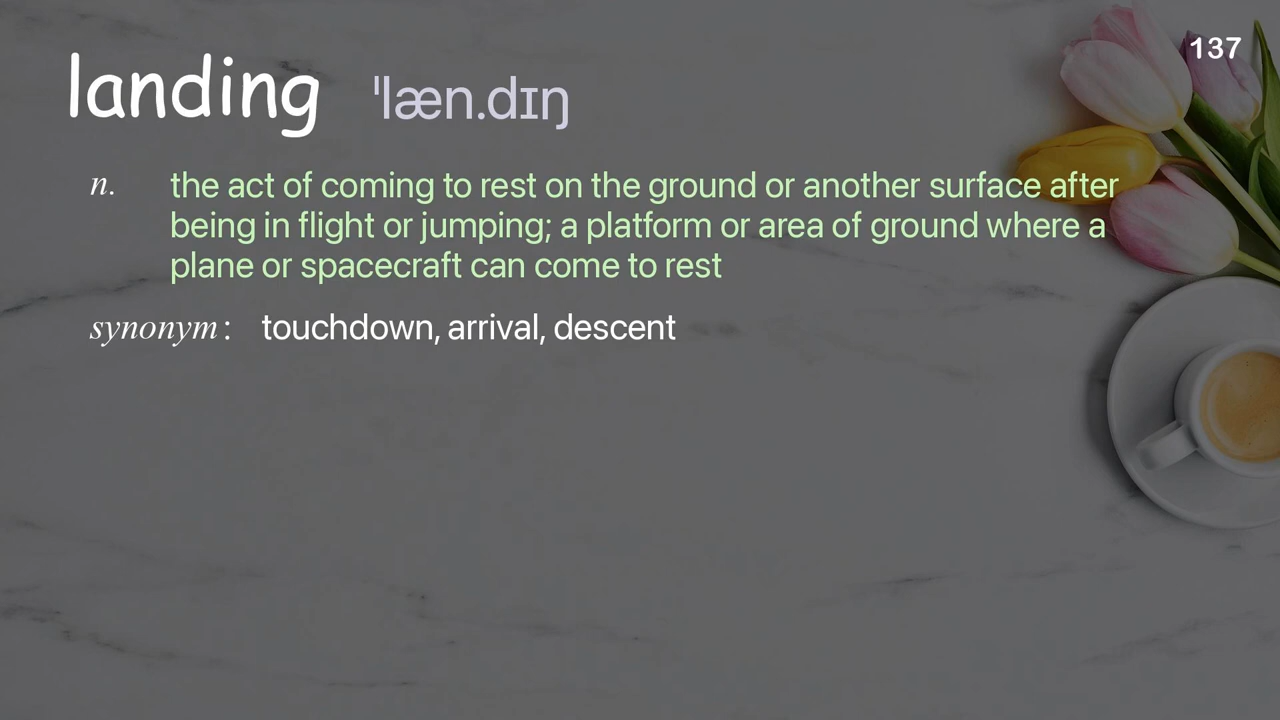 137
landing ˈlæn.dɪŋ
n. the act of coming to rest on the ground or another surface after
being in flight or jumping; a platform or area of ground where a
plane or spacecraft can come to rest
synonym: touchdown, arrival, descent